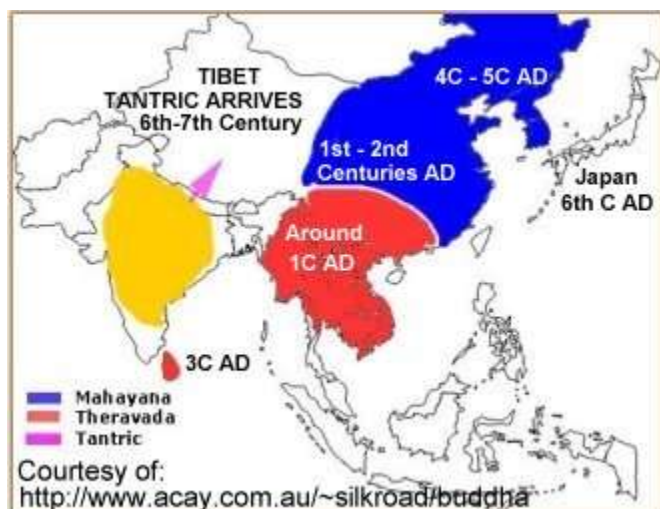 TIBET
TANTRIC ARRIVES
6th-7th Century
4C - 5C AD
1st - 2nd
Centuries AD
Japan
6th C AD
Around
1C AD
3C AD
Mahayana
Theravada
Tantric
Courtesy of:
http://www.acay.com.au/~silkroad/buddha